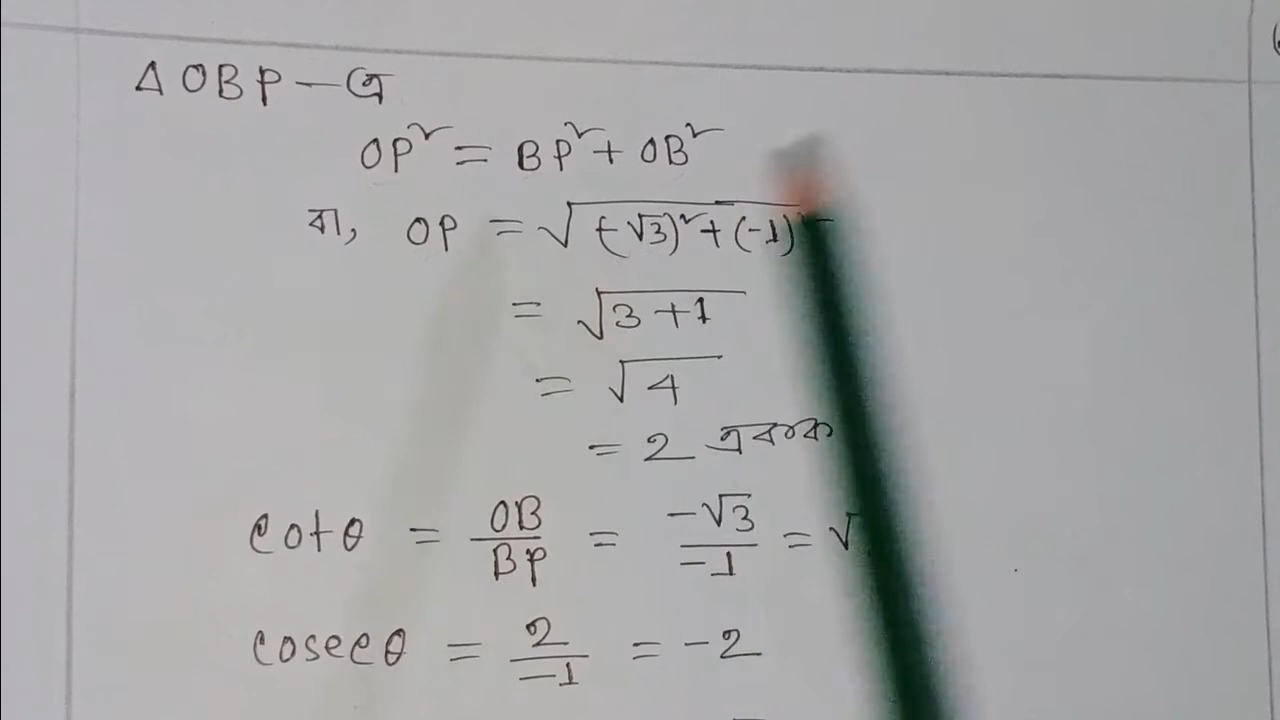 Δ OBP – এ
OP² = BP² + OB²
বা, OP = √(-√3)² + (-1)²
= √3 + 1
= √4
= 2 একক
cotθ = OB/BP = -√3/-1 = √
cosecθ = 2/-1 = -2